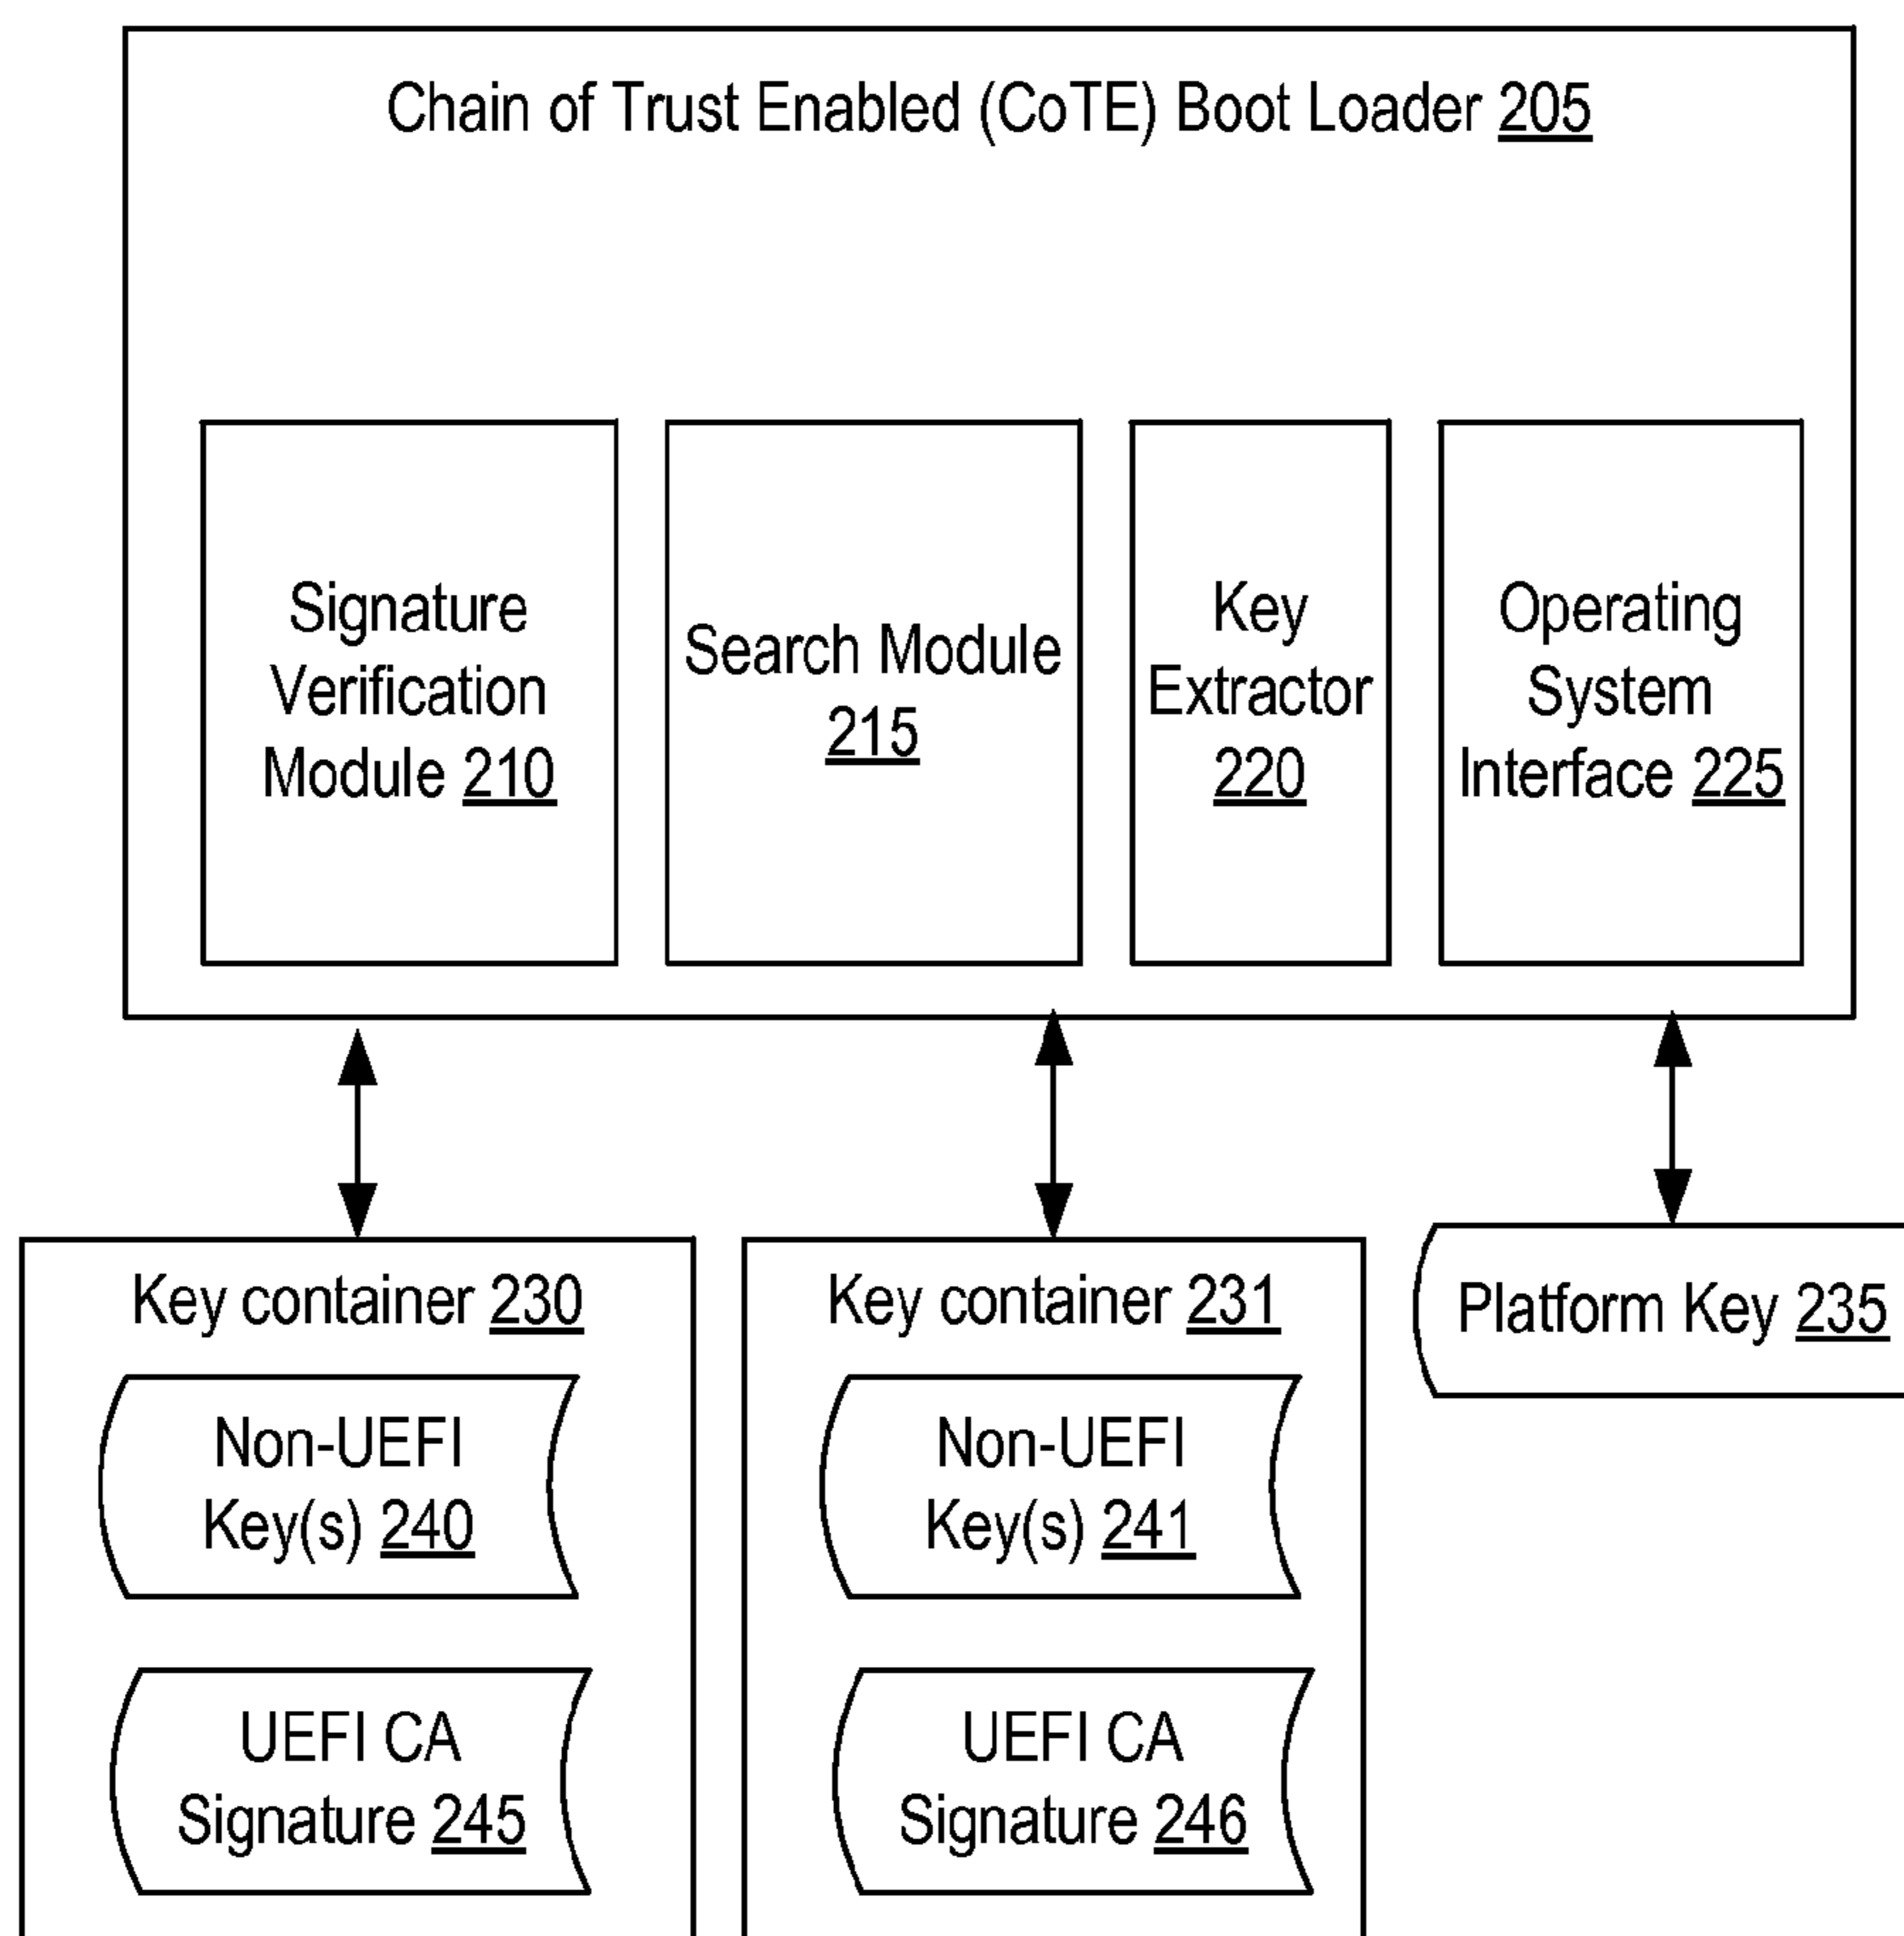 Chain of Trust Enabled (CoTE) Boot Loader 205
Signature
Verification
Module 210
Search Module
215
Key
Extractor
220
Operating
System
Interface 225
Key container 230
Non-UEFI
Key(s) 240
UEFI CA
Signature 245
Key container 231
Non-UEFI
Key(s) 241
UEFI CA
Signature 246
Platform Key 235